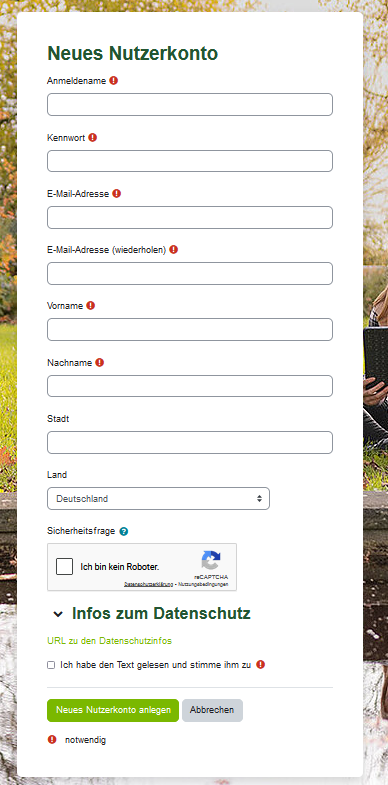 Neues Nutzerkonto
Anmeldename
Kennwort
E-Mail-Adresse
E-Mail-Adresse (wiederholen)
Vorname
Nachname
Stadt
Land
Deutschland
Sicherheitsfrage
Ich bin kein Roboter.
reCAPTCHA
Datenschutzerklärung • Nutzungsbedingungen
Infos zum Datenschutz
URL zu den Datenschutzinfos
Ich habe den Text gelesen und stimme ihm zu
Neues Nutzerkonto anlegen Abbrechen
notwendig